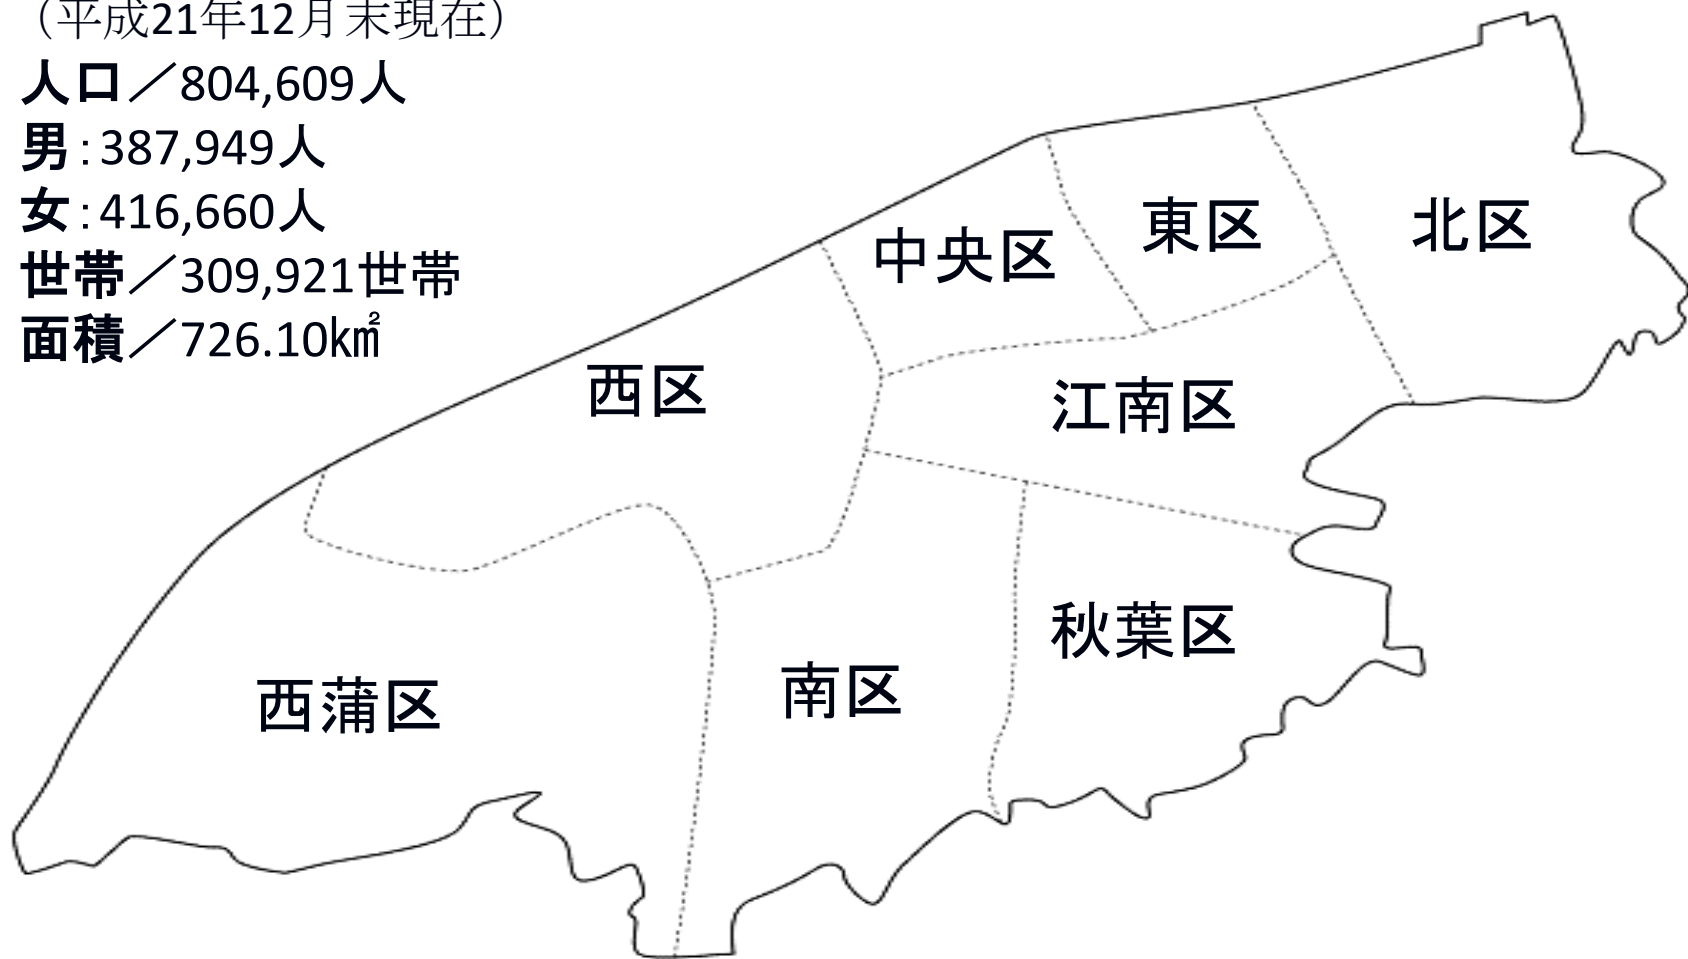 （平成21年12月末現在）
人口／804,609人
男：387,949人
女：416,660人
世帯／309,921世帯
面積／726.10k㎡
北区
東区
中央区
西区
江南区
秋葉区
南区
西蒲区